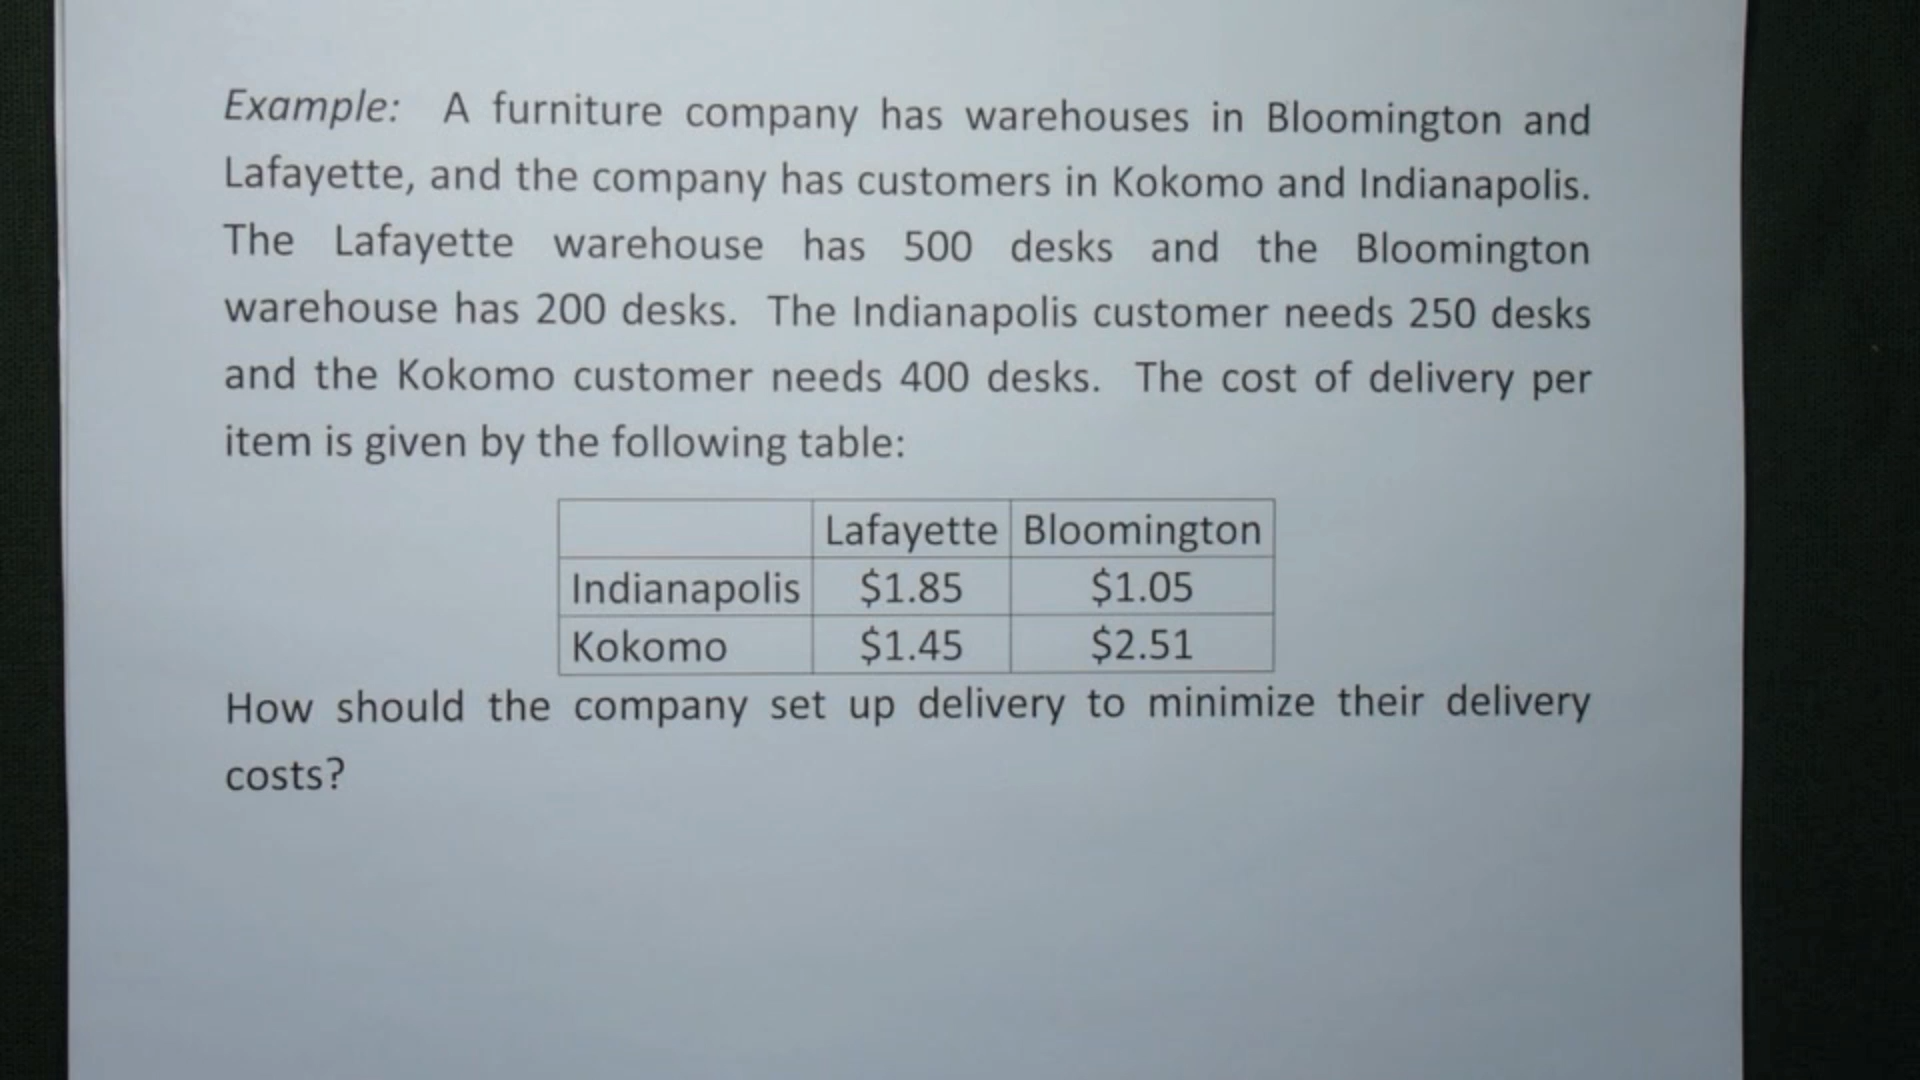 Example: A furniture company has warehouses in Bloomington and
Lafayette, and the company has customers in Kokomo and Indianapolis.
The Lafayette warehouse has 500 desks and the Bloomington
warehouse has 200 desks. The Indianapolis customer needs 250 desks
and the Kokomo customer needs 400 desks. The cost of delivery per
item is given by the following table:
Lafayette Bloomington
Indianapolis $1.85 $1.05
Kokomo $1.45 $2.51
How should the company set up delivery to minimize their delivery
costs?